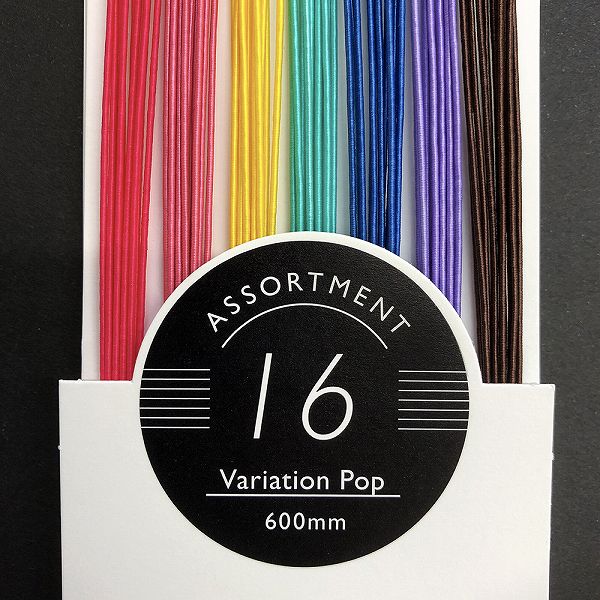 ASSORTMENT
16
Variation Pop
600mm